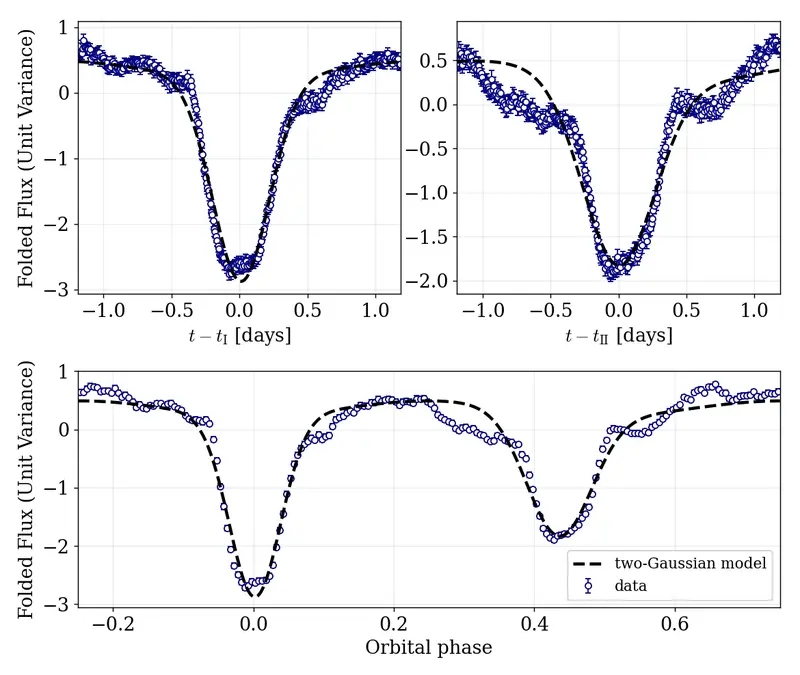 Folded Flux (Unit Variance)
1
0
−1
−2
−3
−1.0 −0.5 0.0 0.5 1.0
t − tI [days]
0.5
0.0
−0.5
−1.0
−1.5
−2.0
−1.0 −0.5 0.0 0.5 1.0
t − tII [days]
Folded Flux (Unit Variance)
1
0
−1
−2
−3
two-Gaussian model
data
−0.2 0.0 0.2 0.4 0.6
Orbital phase